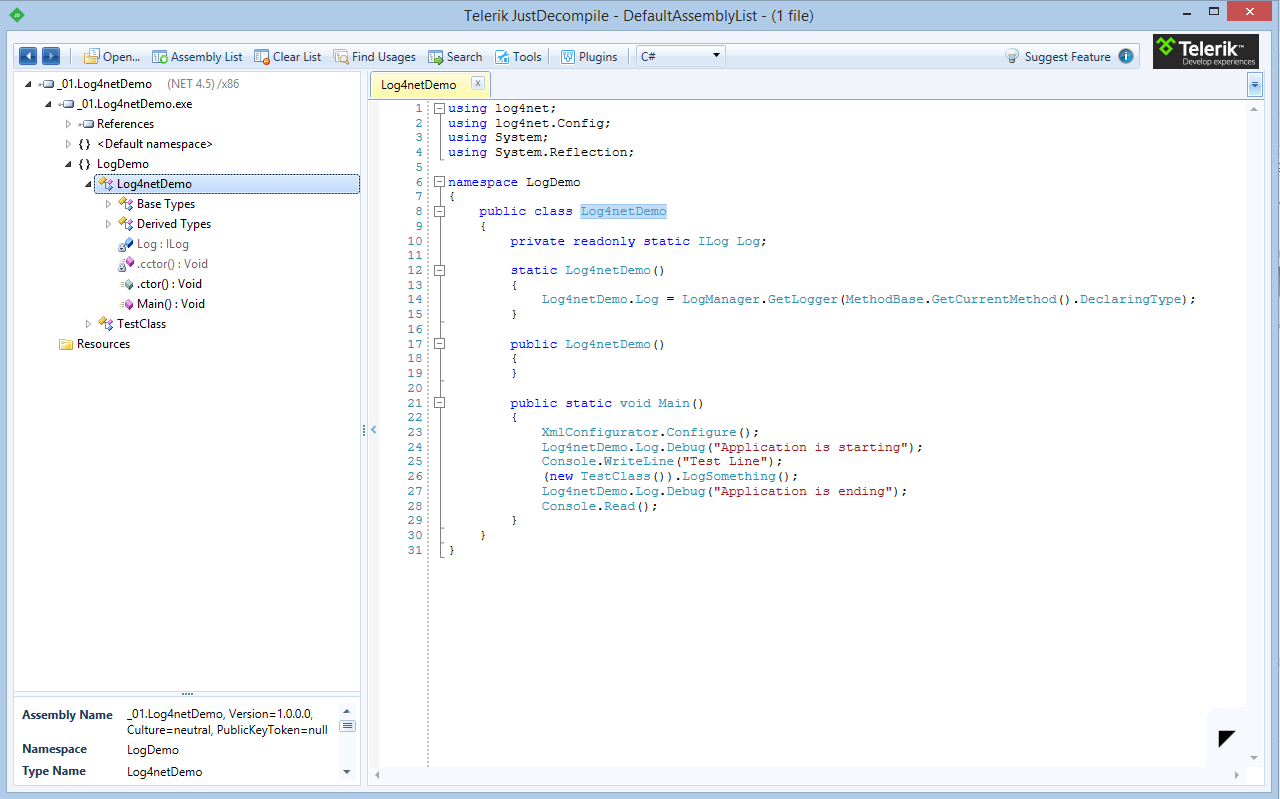 Telerik JustDecompile - DefaultAssemblyList - (1 file)
Open... Assembly List Clear List Find Usages Search Tools Plugins C# Suggest Feature
Telerik™
Develop experiences
_01.Log4netDemo (NET 4.5) /x86
_01.Log4netDemo.exe
References
{} <Default namespace>
{} LogDemo
Log4netDemo
Base Types
Derived Types
Log : ILog
.cctor() : Void
.ctor() : Void
Main() : Void
TestClass
Resources
Assembly Name _01.Log4netDemo, Version=1.0.0.0,
Culture=neutral, PublicKeyToken=null
Namespace LogDemo
Type Name Log4netDemo
Log4netDemo x
1 using log4net;
2 using log4net.Config;
3 using System;
4 using System.Reflection;
5
6 namespace LogDemo
7 {
8 public class Log4netDemo
9 {
10 private readonly static ILog Log;
11
12 static Log4netDemo()
13 {
14 Log4netDemo.Log = LogManager.GetLogger(MethodBase.GetCurrentMethod().DeclaringType);
15 }
16
17 public Log4netDemo()
18 {
19 }
20
21 public static void Main()
22 {
23 XmlConfigurator.Configure();
24 Log4netDemo.Log.Debug("Application is starting");
25 Console.WriteLine("Test Line");
26 (new TestClass()).LogSomething();
27 Log4netDemo.Log.Debug("Application is ending");
28 Console.Read();
29 }
30 }
31 }